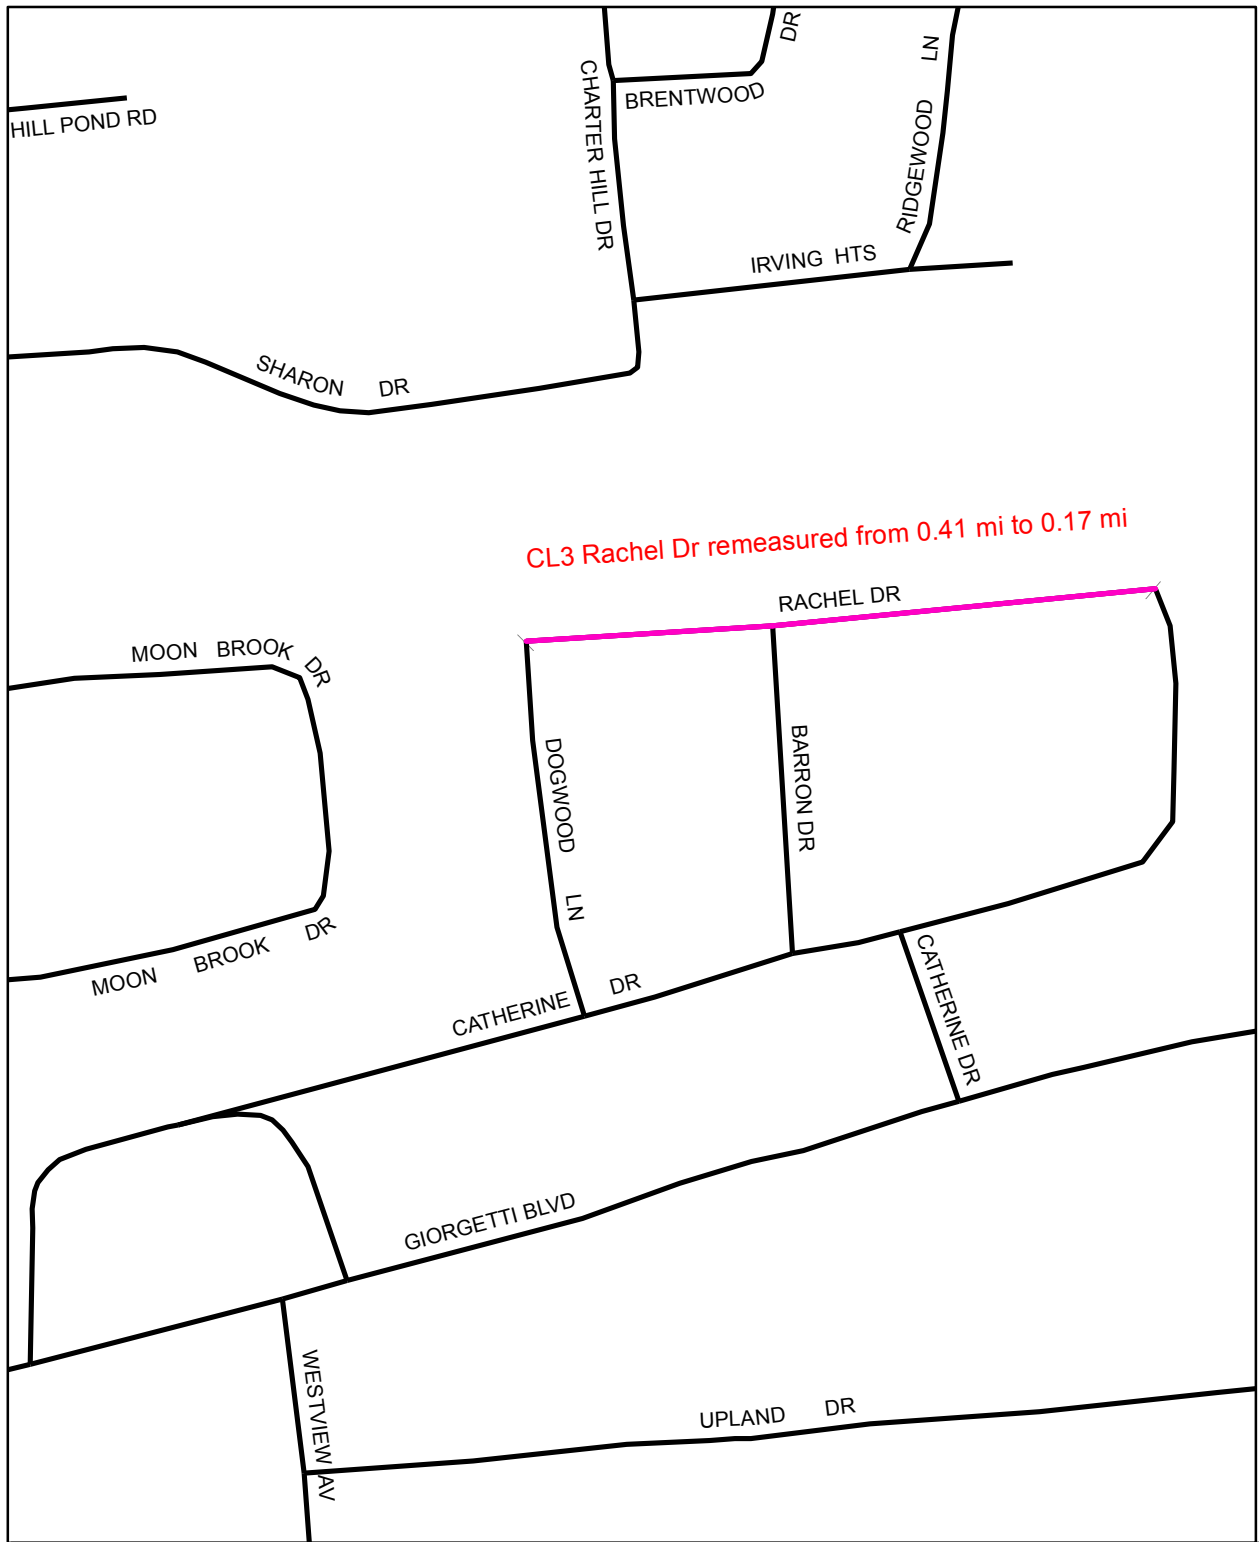 DR
LN
BRENTWOOD
HILL POND RD
CHARTER HILL DR
RIDGEWOOD
IRVING HTS
SHARON DR
CL3 Rachel Dr remeasured from 0.41 mi to 0.17 mi
RACHEL DR
MOON BROOK DR
DOGWOOD LN
BARRON DR
MOON BROOK DR
CATHERINE DR
CATHERINE DR
GIORGETTI BLVD
WESTVIEW AV
UPLAND DR